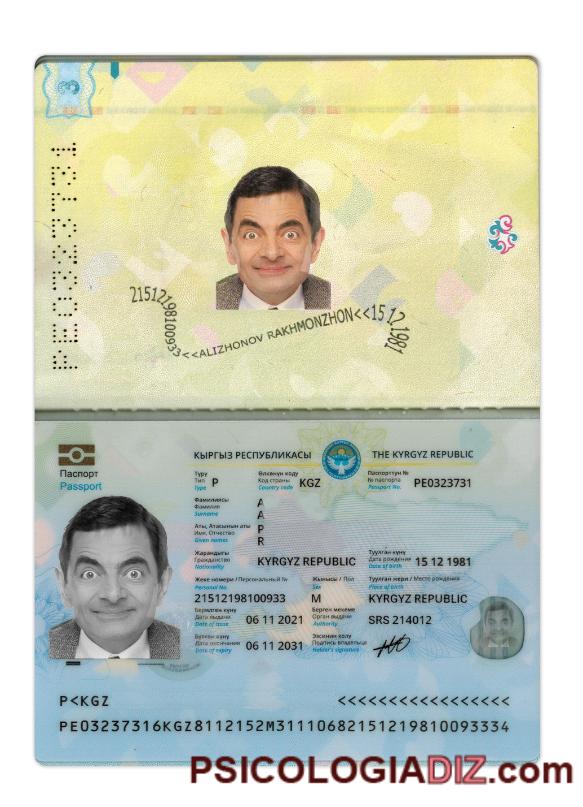 PE0323731
21512198100933<<ALIZHONOV RAKHMONZHON<<15 12 1981
КЫРГЫЗ РЕСПУБЛИКАСЫ THE KYRGYZ REPUBLIC
Паспорт
Passport
Түрү
Тип P
Type
Өлкөнүн коду
Код страны KGZ
Country code
Паспорттун №
№ паспорта PE0323731
Passport No.
Фамилиясы A
Фамилия A
Surname
Аты, Атасынын аты P
Имя, Отчество R
Given names
Жарандыгы
Гражданство KYRGYZ REPUBLIC
Nationality
Туулган күнү
Дата рождения 15 12 1981
Date of birth
Жеке номери / Персональный №
Personal No.
21512198100933
Жынысы / Пол
Sex
M
Туулган жери / Место рождения
Place of birth
KYRGYZ REPUBLIC
Берилген күнү
Дата выдачи 06 11 2021
Date of issue
Берген мекеме
Орган выдачи SRS 214012
Authority
Бүткөн күнү
Дата окончания 06 11 2031
Date of expiry
Ээсинин колу
Подпись владельца
Holder's signature
P<KGZ <<<<<<<<<<<<<<<<<
PE03237316KGZ8112152M31110682151219810093334
PSICOLOGIADIZ.com